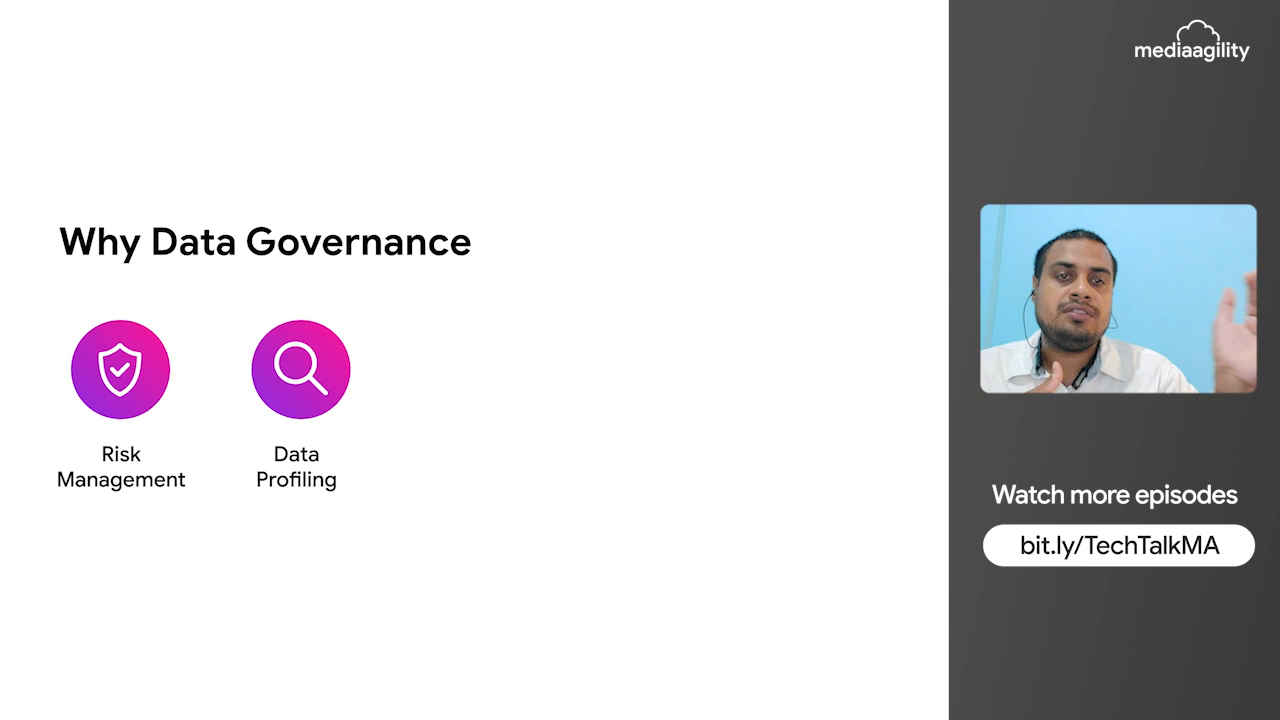 mediaagility
Why Data Governance
Risk
Management
Data
Profiling
Watch more episodes
bit.ly/TechTalkMA